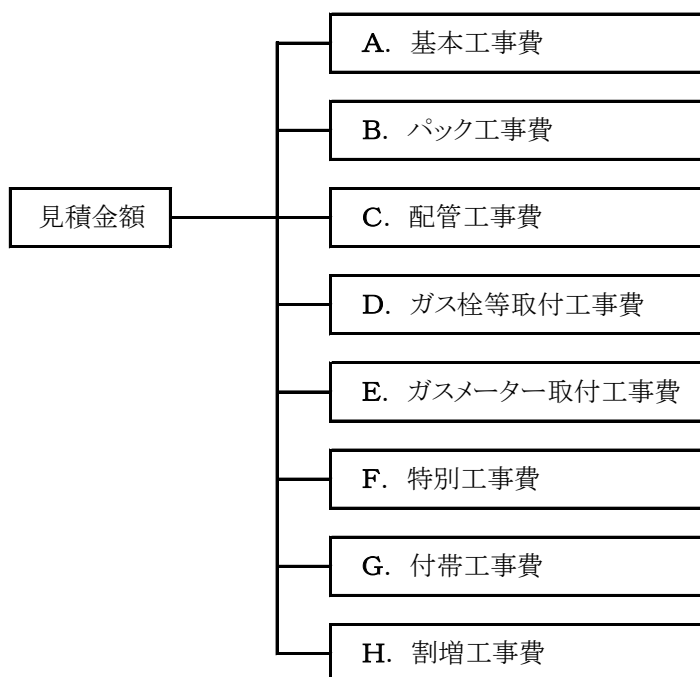 見積金額
A. 基本工事費
B. パック工事費
C. 配管工事費
D. ガス栓等取付工事費
E. ガスメーター取付工事費
F. 特別工事費
G. 付帯工事費
H. 割増工事費